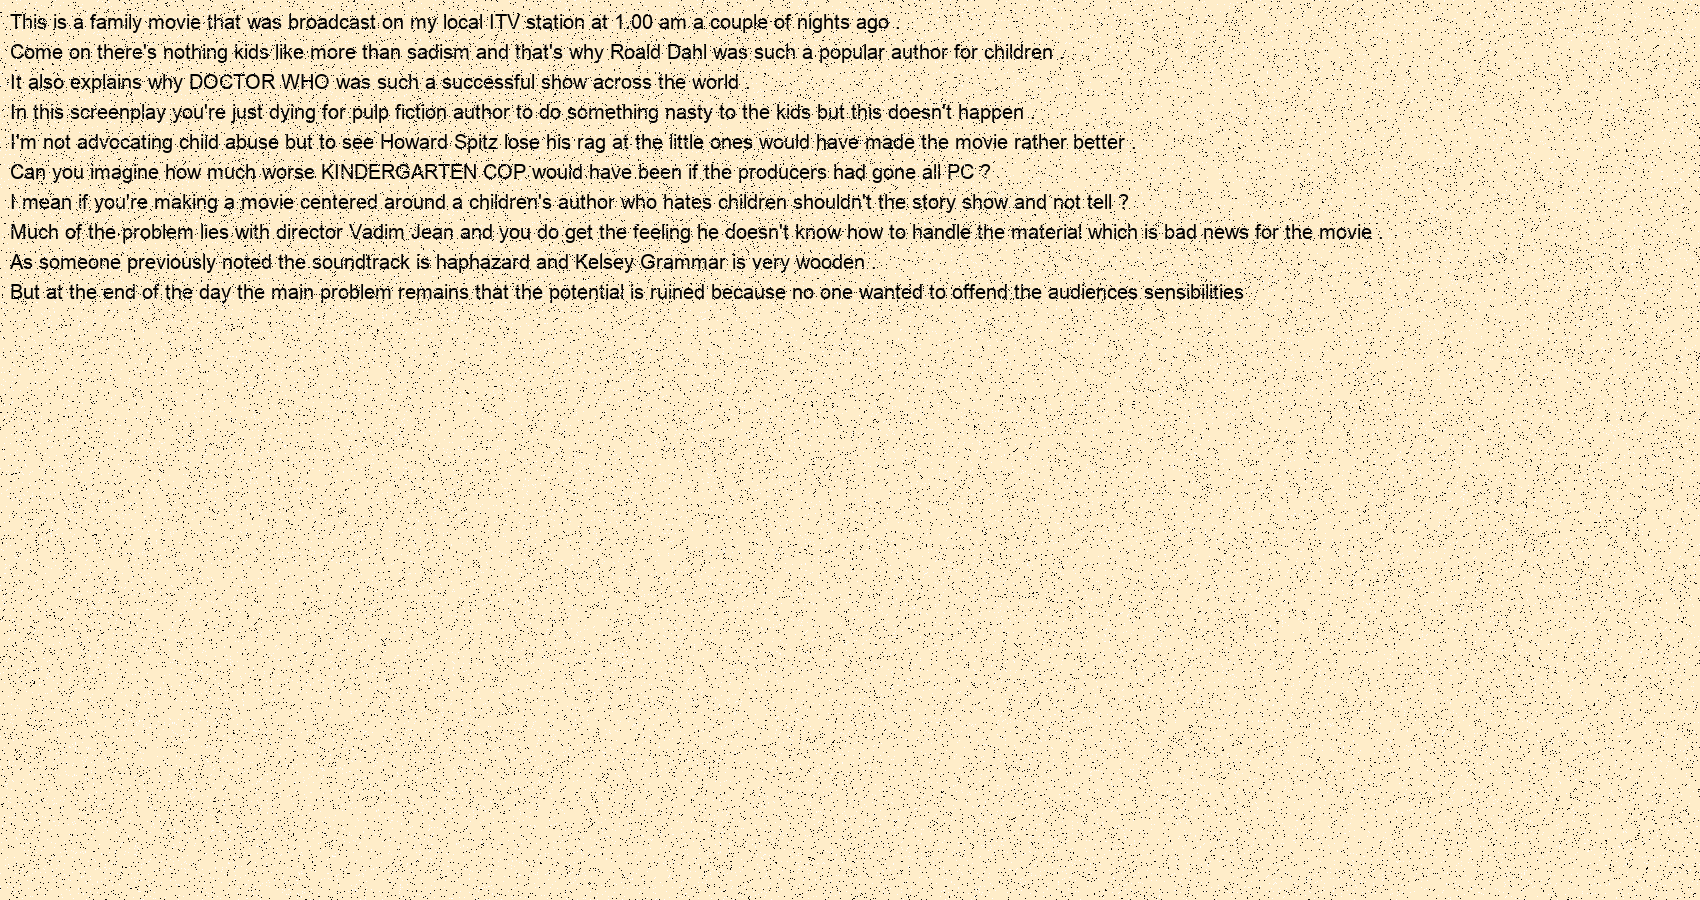 This is a family movie that was broadcast on my local ITV station at 1.00 am a couple of nights ago .
Come on there's nothing kids like more than sadism and that's why Roald Dahl was such a popular author for children .
It also explains why DOCTOR WHO was such a successful show across the world .
In this screenplay you're just dying for pulp fiction author to do something nasty to the kids but this doesn't happen .
I'm not advocating child abuse but to see Howard Spitz lose his rag at the little ones would have made the movie rather better .
Can you imagine how much worse KINDERGARTEN COP would have been if the producers had gone all PC ?
I mean if you're making a movie centered around a children's author who hates children shouldn't the story show and not tell ?
Much of the problem lies with director Vadim Jean and you do get the feeling he doesn't know how to handle the material which is bad news for the movie .
As someone previously noted the soundtrack is haphazard and Kelsey Grammar is very wooden .
But at the end of the day the main problem remains that the potential is ruined because no one wanted to offend the audiences sensibilities